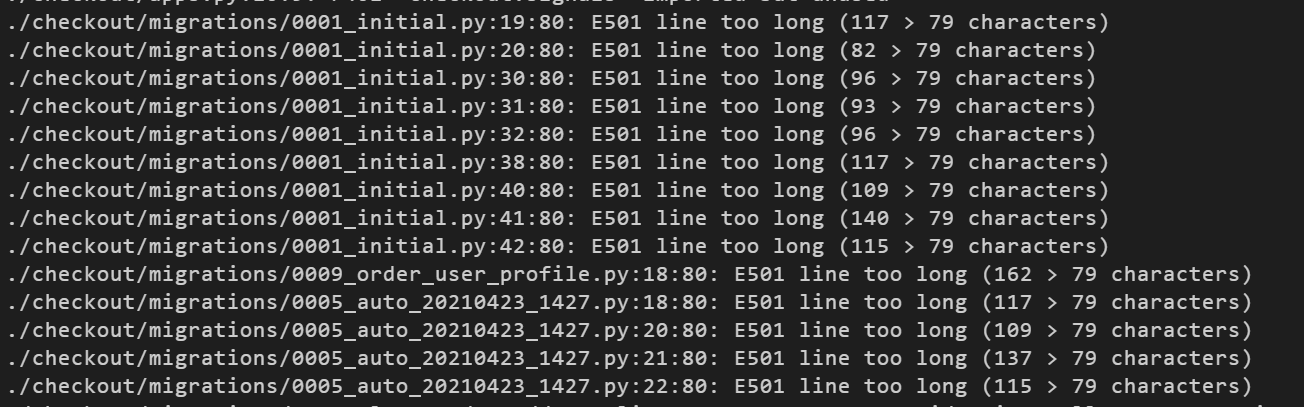 ./checkout/migrations/0001_initial.py:19:80: E501 line too long (117 > 79 characters)
./checkout/migrations/0001_initial.py:20:80: E501 line too long (82 > 79 characters)
./checkout/migrations/0001_initial.py:30:80: E501 line too long (96 > 79 characters)
./checkout/migrations/0001_initial.py:31:80: E501 line too long (93 > 79 characters)
./checkout/migrations/0001_initial.py:32:80: E501 line too long (96 > 79 characters)
./checkout/migrations/0001_initial.py:38:80: E501 line too long (117 > 79 characters)
./checkout/migrations/0001_initial.py:40:80: E501 line too long (109 > 79 characters)
./checkout/migrations/0001_initial.py:41:80: E501 line too long (140 > 79 characters)
./checkout/migrations/0001_initial.py:42:80: E501 line too long (115 > 79 characters)
./checkout/migrations/0009_order_user_profile.py:18:80: E501 line too long (162 > 79 characters)
./checkout/migrations/0005_auto_20210423_1427.py:18:80: E501 line too long (117 > 79 characters)
./checkout/migrations/0005_auto_20210423_1427.py:20:80: E501 line too long (109 > 79 characters)
./checkout/migrations/0005_auto_20210423_1427.py:21:80: E501 line too long (137 > 79 characters)
./checkout/migrations/0005_auto_20210423_1427.py:22:80: E501 line too long (115 > 79 characters)